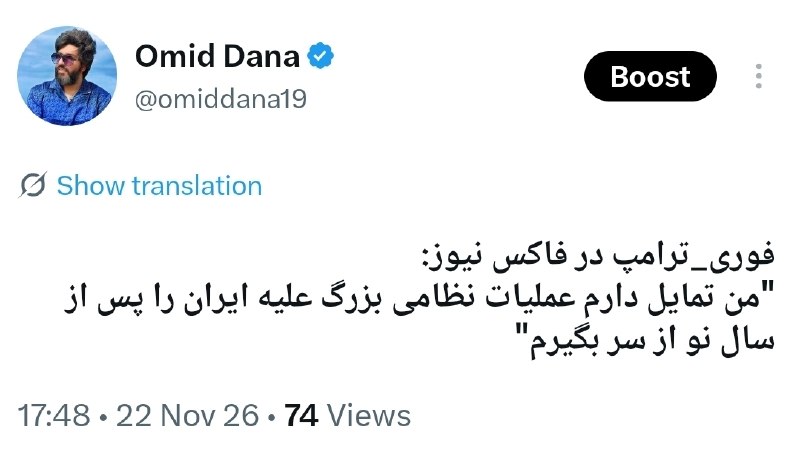 Omid Dana
@omiddana19
Boost
Show translation
فوری_ترامپ در فاکس نیوز:
"من تمایل دارم عملیات نظامی بزرگ علیه ایران را پس از
سال نو از سر بگیرم"
17:48 • 22 Nov 26 • 74 Views